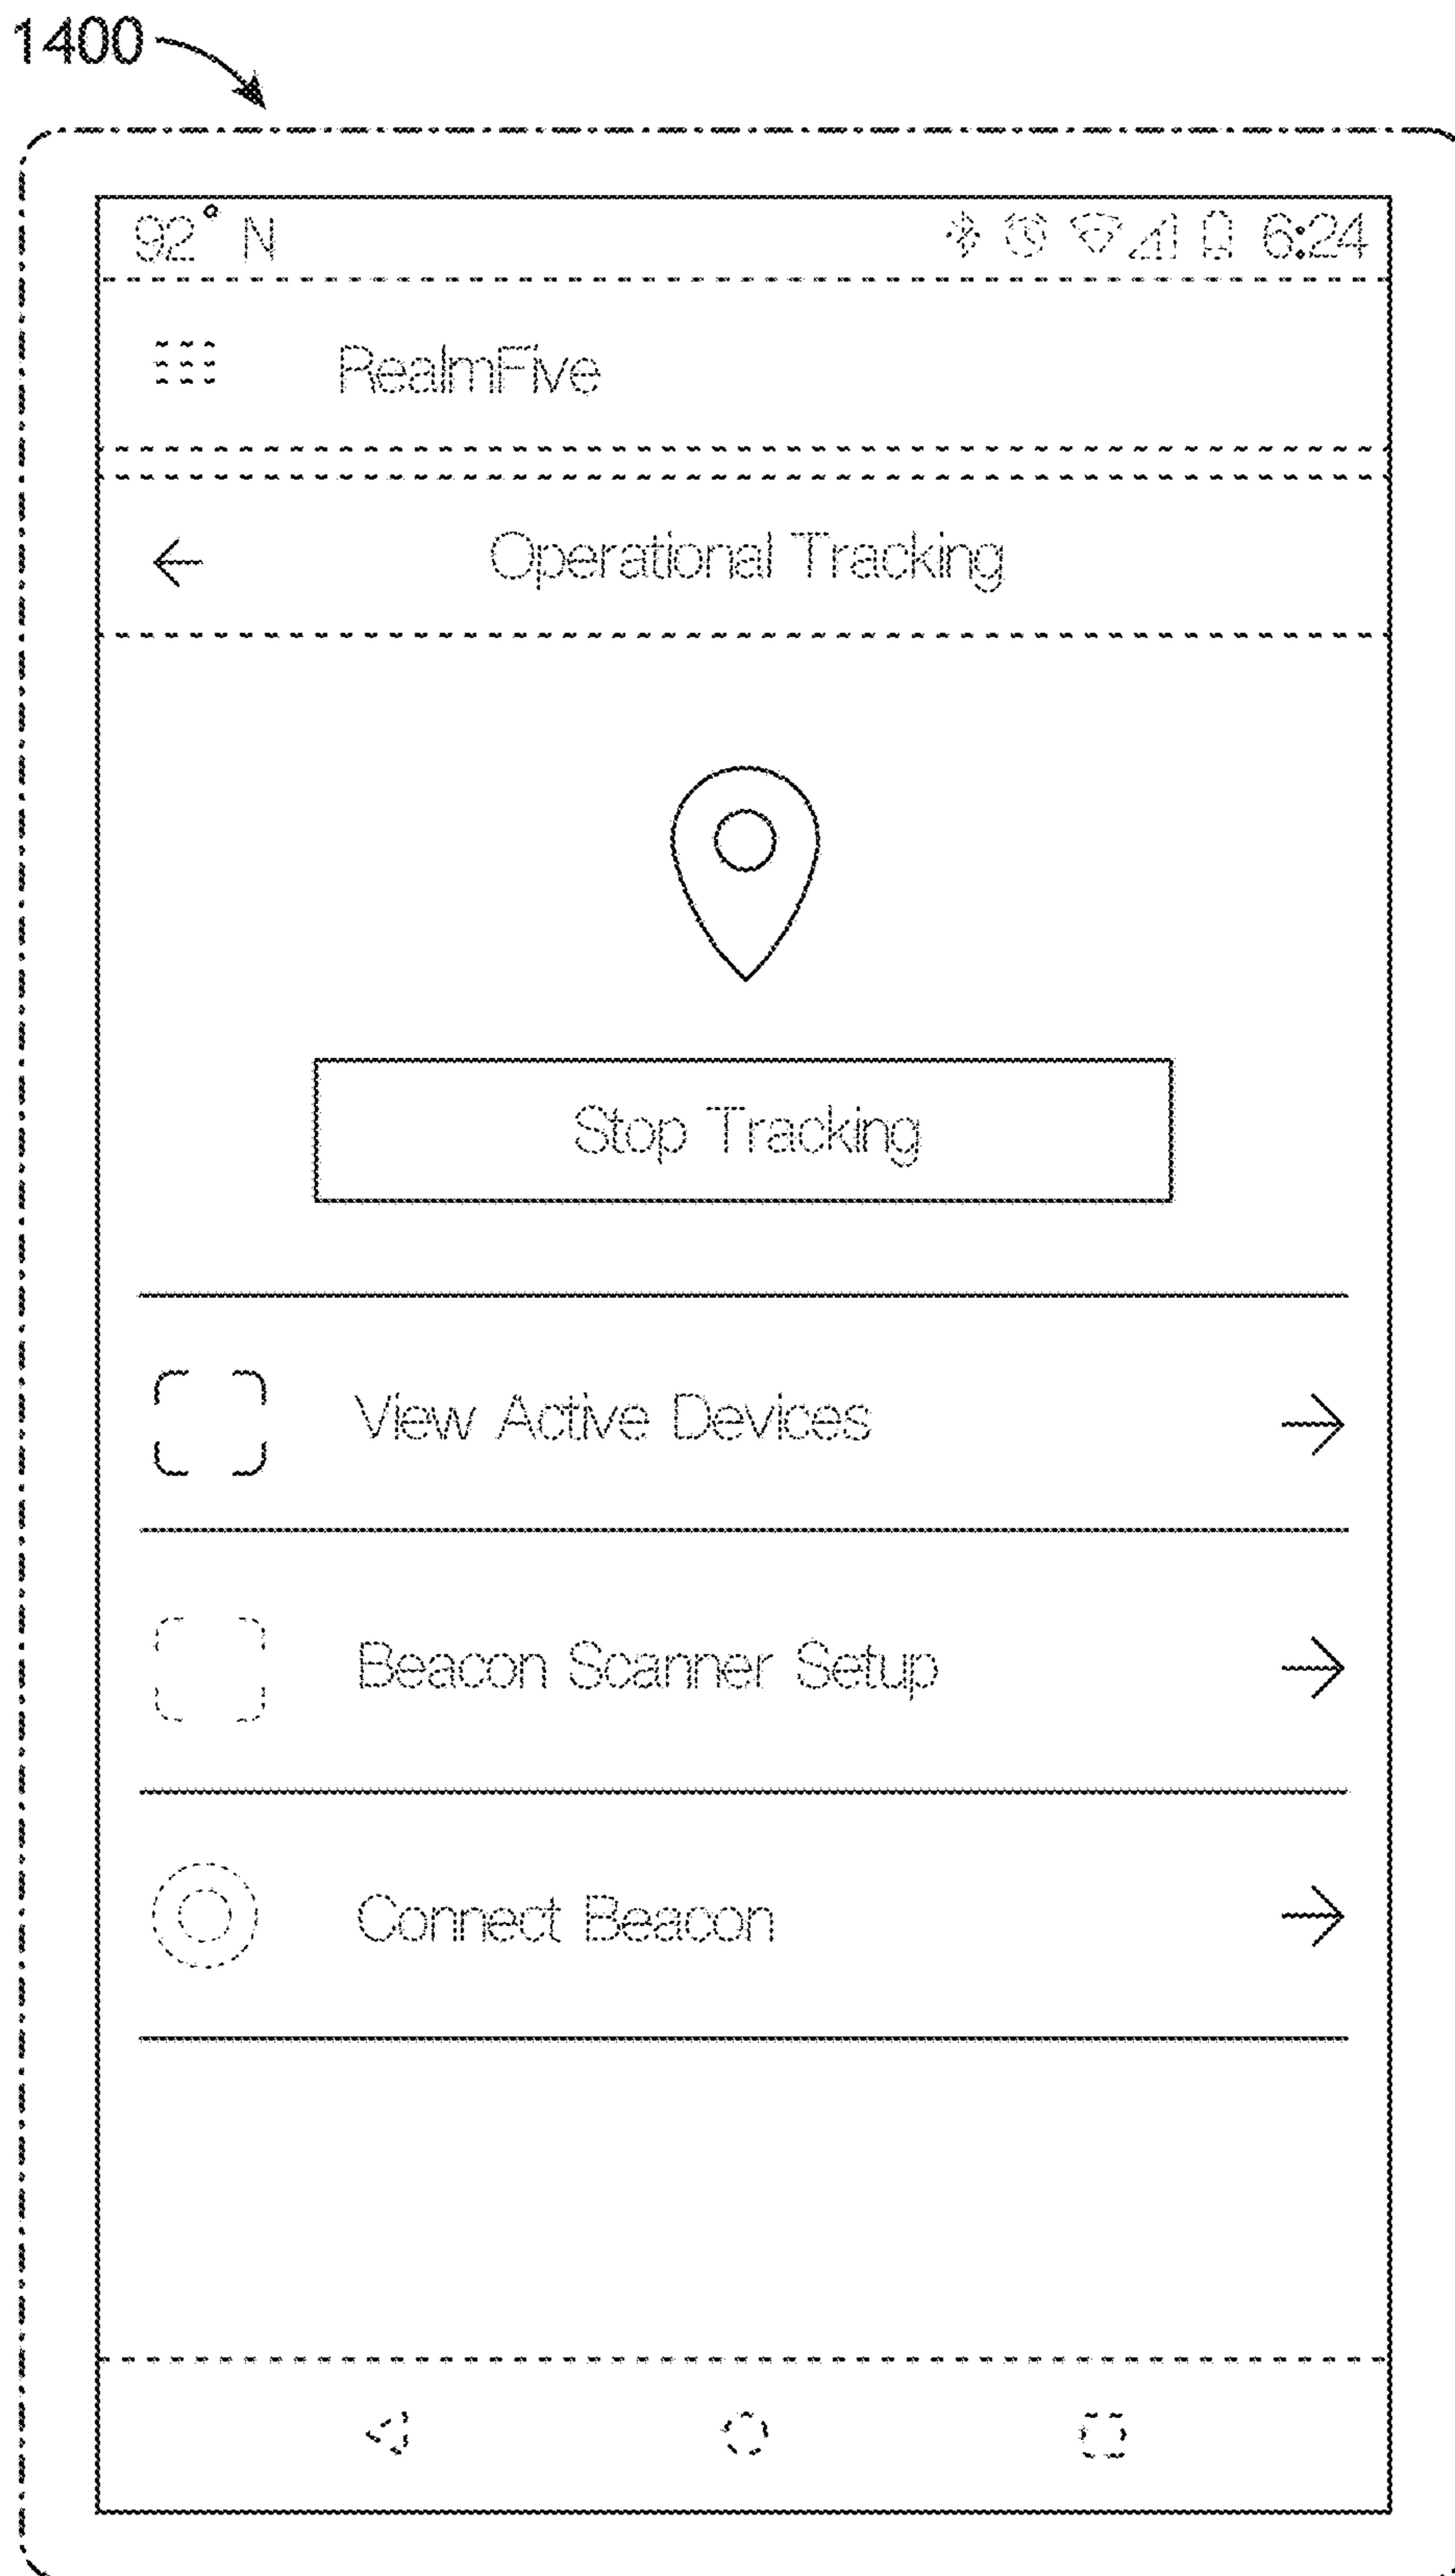 1400
92° N 6:24
RealmFive
Operational Tracking
Stop Tracking
View Active Devices
Beacon Scanner Setup
Connect Beacon